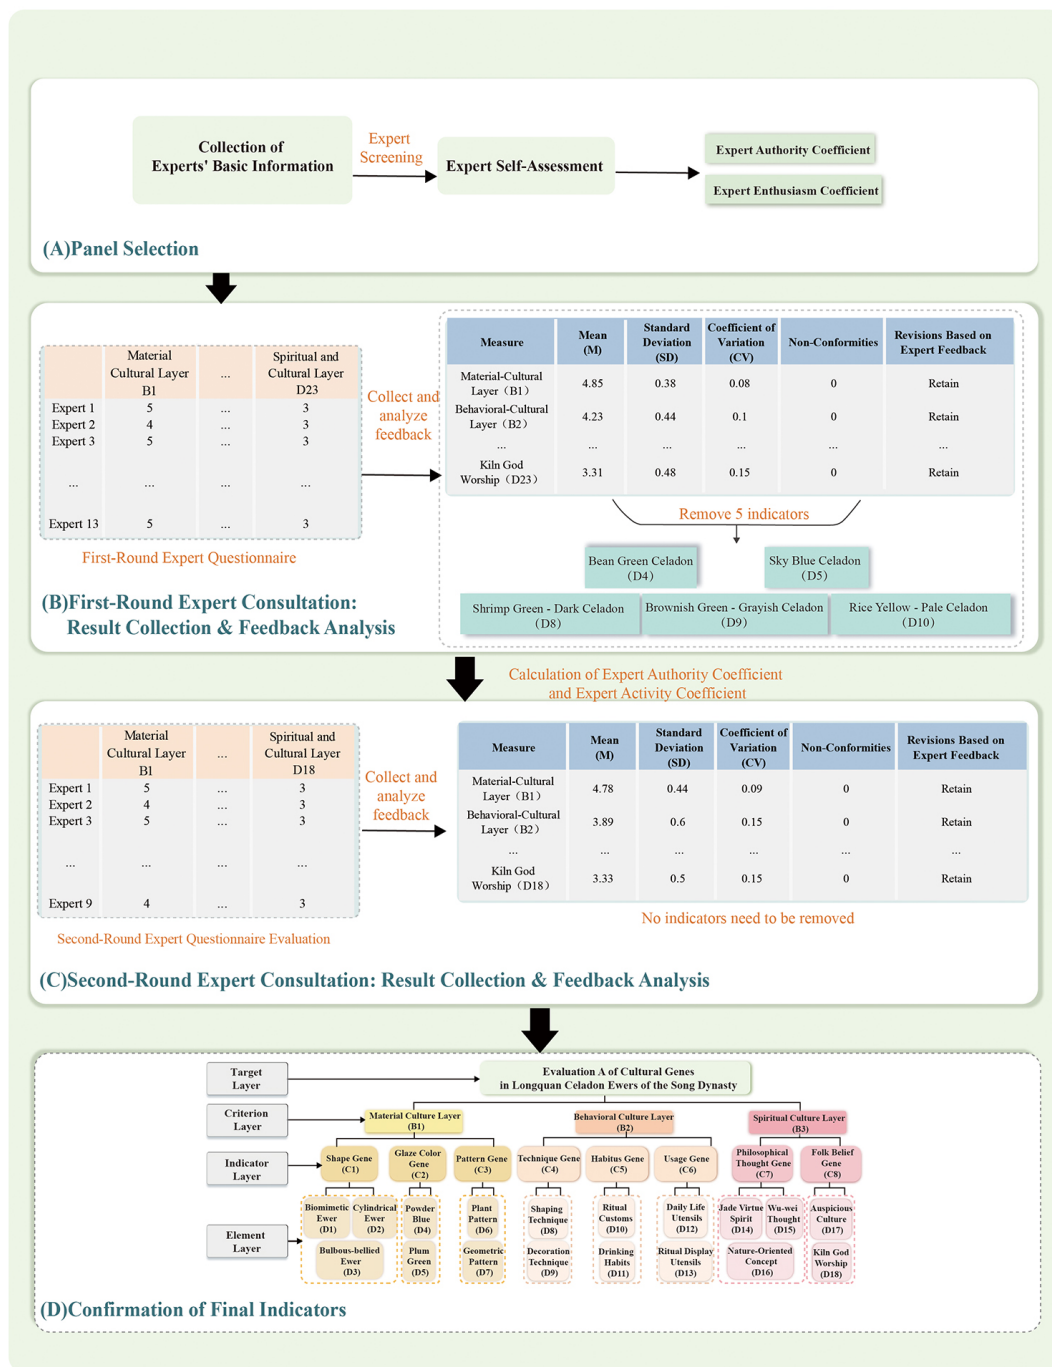 Collection of
Experts' Basic Information
Expert
Screening
Expert Self-Assessment
Expert Authority Coefficient
Expert Enthusiasm Coefficient
(A)Panel Selection
Material
Cultural Layer
B1
...
Spiritual and
Cultural Layer
D23
Expert 1 5 ... 3
Expert 2 4 ... 3
Expert 3 5 ... 3
... ... ... ...
Expert 13 5 ... 3
First-Round Expert Questionnaire
Collect and
analyze
feedback
Measure
Mean
(M)
Standard
Deviation
(SD)
Coefficient of
Variation
(CV)
Non-Conformities
Revisions Based on
Expert Feedback
Material-Cultural
Layer（B1） 4.85 0.38 0.08 0 Retain
Behavioral-Cultural
Layer（B2） 4.23 0.44 0.1 0 Retain
... ... ... ... ... ...
Kiln God
Worship（D23） 3.31 0.48 0.15 0 Retain
Remove 5 indicators
Bean Green Celadon
（D4）
Sky Blue Celadon
（D5）
Shrimp Green - Dark Celadon
（D8）
Brownish Green - Grayish Celadon
（D9）
Rice Yellow - Pale Celadon
（D10）
(B)First-Round Expert Consultation:
Result Collection & Feedback Analysis
Calculation of Expert Authority Coefficient
and Expert Activity Coefficient
Material
Cultural Layer
B1
...
Spiritual and
Cultural Layer
D18
Expert 1 5 ... 3
Expert 2 4 ... 3
Expert 3 5 ... 3
... ... ... ...
Expert 9 4 ... 3
Second-Round Expert Questionnaire Evaluation
Collect and
analyze
feedback
Measure
Mean
(M)
Standard
Deviation
(SD)
Coefficient of
Variation
(CV)
Non-Conformities
Revisions Based on
Expert Feedback
Material-Cultural
Layer（B1） 4.78 0.44 0.09 0 Retain
Behavioral-Cultural
Layer（B2） 3.89 0.6 0.15 0 Retain
... ... ... ... ... ...
Kiln God
Worship（D18） 3.33 0.5 0.15 0 Retain
No indicators need to be removed
(C)Second-Round Expert Consultation: Result Collection & Feedback Analysis
Target
Layer
Evaluation A of Cultural Genes
in Longquan Celadon Ewers of the Song Dynasty
Criterion
Layer
Material Culture Layer
(B1)
Behavioral Culture Layer
(B2)
Spiritual Culture Layer
(B3)
Indicator
Layer
Shape Gene
(C1)
Glaze Color
Gene
(C2)
Pattern Gene
(C3)
Technique Gene
(C4)
Habitus Gene
(C5)
Usage Gene
(C6)
Philosophical
Thought Gene
(C7)
Folk Belief
Gene
(C8)
Element
Layer
Biomimetic
Ewer
(D1)
Cylindrical
Ewer
(D2)
Bulbous-bellied
Ewer
(D3)
Powder
Blue
(D4)
Plum
Green
(D5)
Plant
Pattern
(D6)
Geometric
Pattern
(D7)
Shaping
Technique
(D8)
Decoration
Technique
(D9)
Ritual
Customs
(D10)
Drinking
Habits
(D11)
Daily Life
Utensils
(D12)
Ritual Display
Utensils
(D13)
Jade Virtue
Spirit
(D14)
Wu-wei
Thought
(D15)
Nature-Oriented
Concept
(D16)
Auspicious
Culture
(D17)
Kiln God
Worship
(D18)
(D)Confirmation of Final Indicators